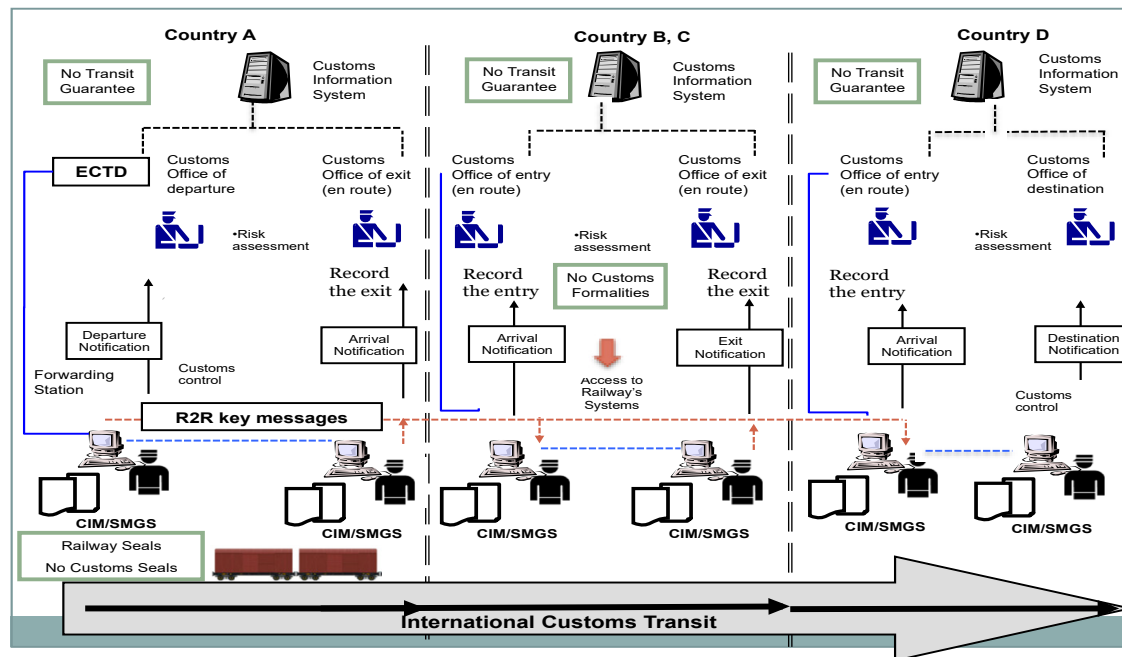 Country A
Country B, C
Country D
No Transit
Guarantee
Customs
Information
System
No Transit
Guarantee
Customs
Information
System
No Transit
Guarantee
Customs
Information
System
ECTD
Customs
Office of
departure
Customs
Office of exit
(en route)
Customs
Office of entry
(en route)
Customs
Office of exit
(en route)
Customs
Office of entry
(en route)
Customs
Office of
destination
•Risk
assessment
•Risk
assessment
•Risk
assessment
Record
the exit
Record
the entry
No Customs
Formalities
Record
the exit
Record
the entry
Departure
Notification
Arrival
Notification
Arrival
Notification
Exit
Notification
Arrival
Notification
Destination
Notification
Forwarding
Station
Customs
control
Access to
Railway's
Systems
Customs
control
R2R key messages
CIM/SMGS
CIM/SMGS
CIM/SMGS
CIM/SMGS
CIM/SMGS
CIM/SMGS
Railway Seals
No Customs Seals
International Customs Transit